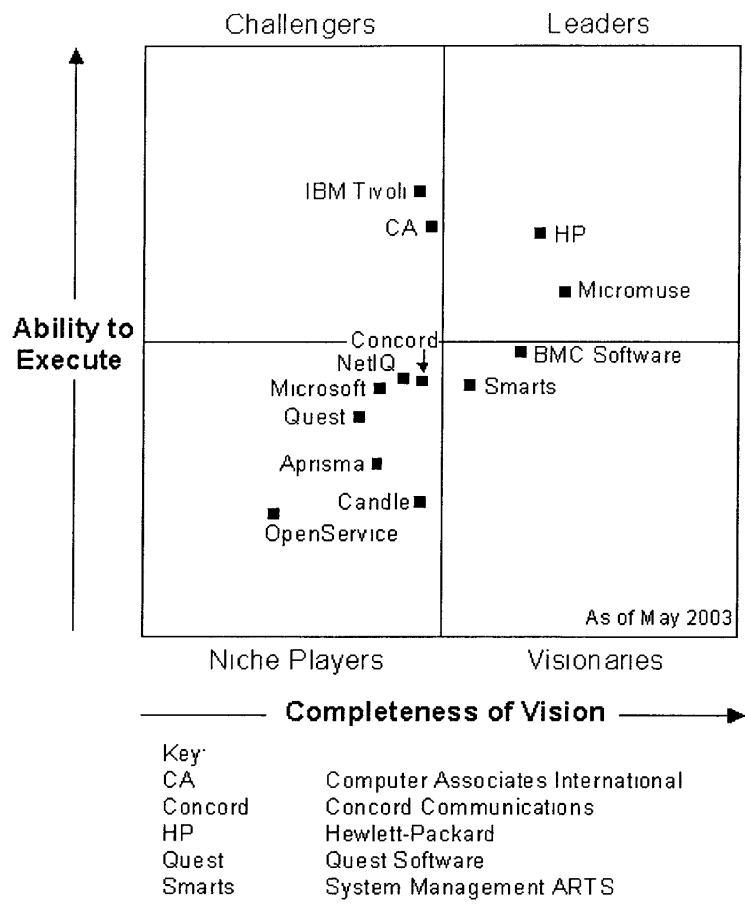 Challengers Leaders
IBM Tivoli
CA
HP
Micromuse
Ability to
Execute
Concord
NetIQ
BMC Software
Microsoft
Smarts
Quest
Aprisma
Candle
OpenService
As of May 2003
Niche Players Visionaries
Completeness of Vision
Key:
CA Computer Associates International
Concord Concord Communications
HP Hewlett-Packard
Quest Quest Software
Smarts System Management ARTS